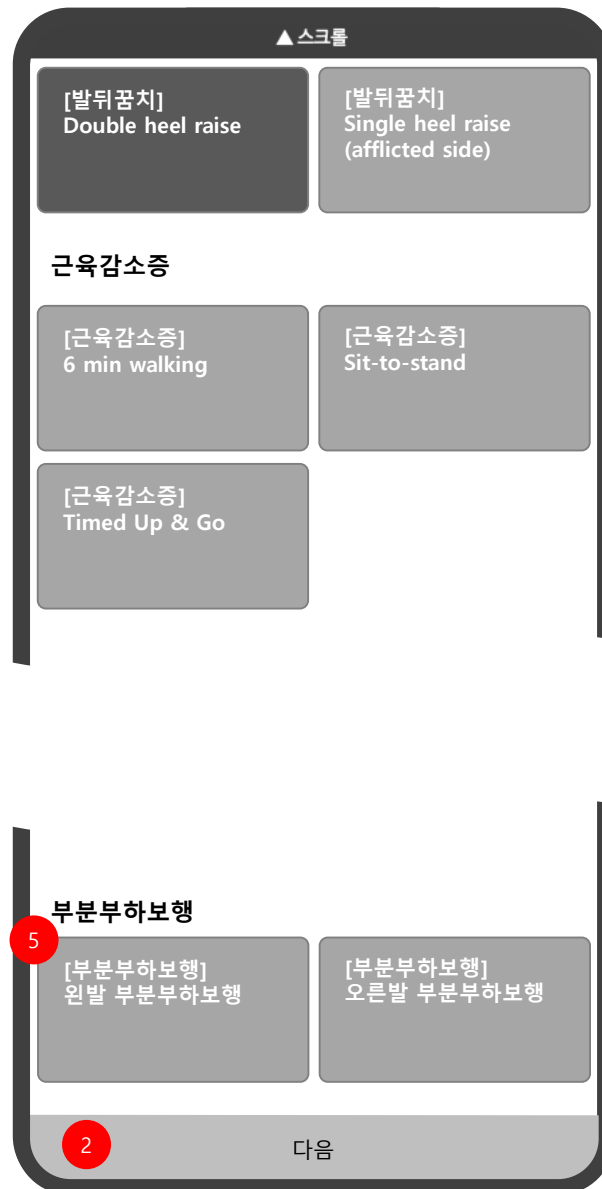 ▲ 스크롤
[발뒤꿈치]
Double heel raise
[발뒤꿈치]
Single heel raise
(afflicted side)
근육감소증
[근육감소증]
6 min walking
[근육감소증]
Sit-to-stand
[근육감소증]
Timed Up & Go
부분부하보행
5
[부분부하보행]
왼발 부분부하보행
[부분부하보행]
오른발 부분부하보행
2
다음